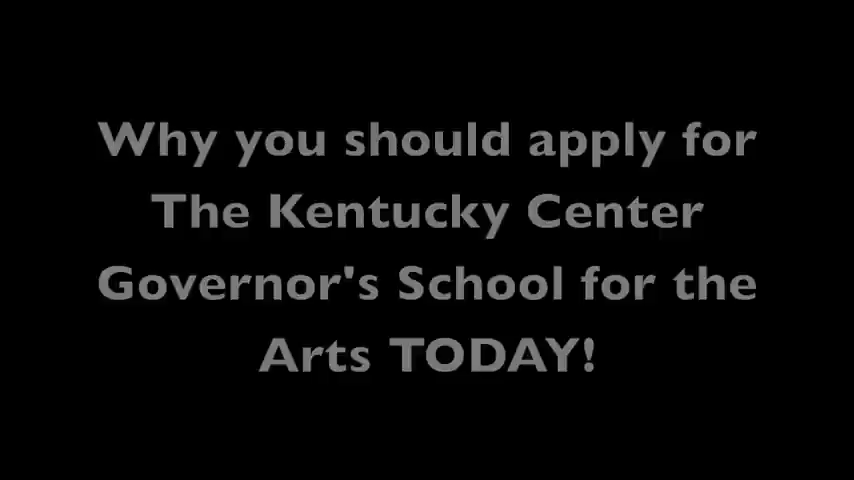 Why you should apply for
The Kentucky Center
Governor's School for the
Arts TODAY!